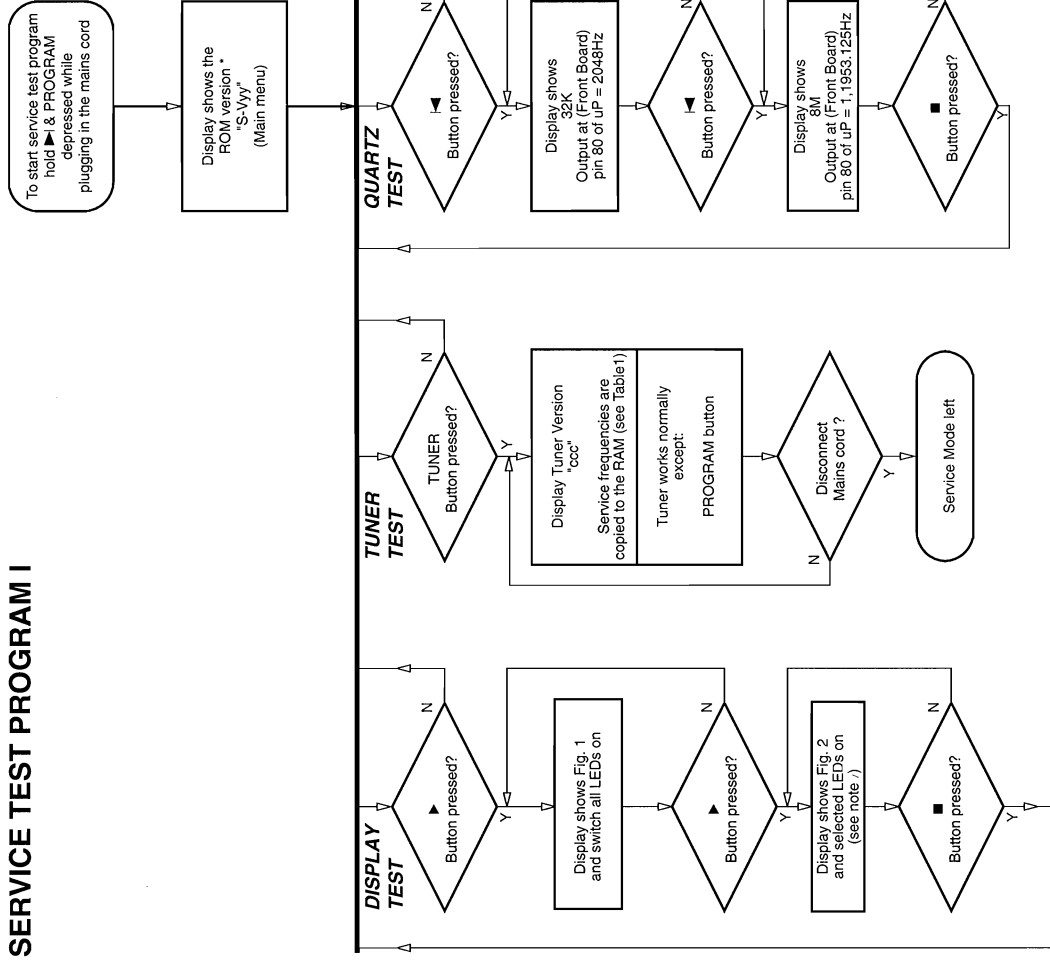 SERVICE TEST PROGRAM I
To start service test program
hold ▶I & PROGRAM
depressed while
plugging in the mains cord
Display shows the
ROM version *
"S-Vyy"
(Main menu)
DISPLAY
TEST
▶
Button pressed?
N
Y
Display shows Fig. 1
and switch all LEDs on
▶
Button pressed?
N
Y
Display shows Fig. 2
and selected LEDs on
(see note /)
■
Button pressed?
N
Y
TUNER
TEST
TUNER
Button pressed?
N
Y
Display Tuner Version
"ccc"
Service frequencies are
copied to the RAM (see Table1)
Tuner works normally
except:
PROGRAM button
Disconnect
Mains cord ?
N
Y
Service Mode left
QUARTZ
TEST
I◀
Button pressed?
N
Y
Display shows
32K
Output at (Front Board)
pin 80 of uP = 2048Hz
I◀
Button pressed?
N
Y
Display shows
8M
Output at (Front Board)
pin 80 of uP = 1,1953.125Hz
■
Button pressed?
N
Y